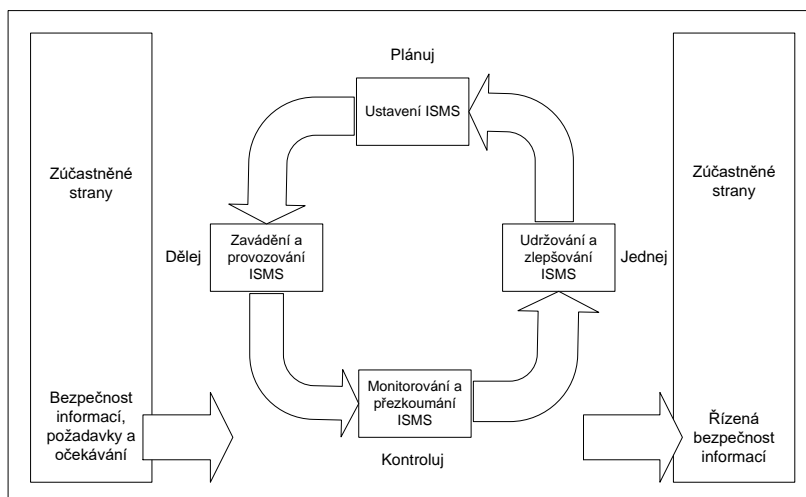 Plánuj
Ustavení ISMS
Zúčastněné
strany
Zúčastněné
strany
Dělej
Zavádění a
provozování
ISMS
Udržování a
zlepšování
ISMS
Jednej
Bezpečnost
informací,
požadavky a
očekávání
Monitorování a
přezkoumání
ISMS
Kontroluj
Řízená
bezpečnost
informací